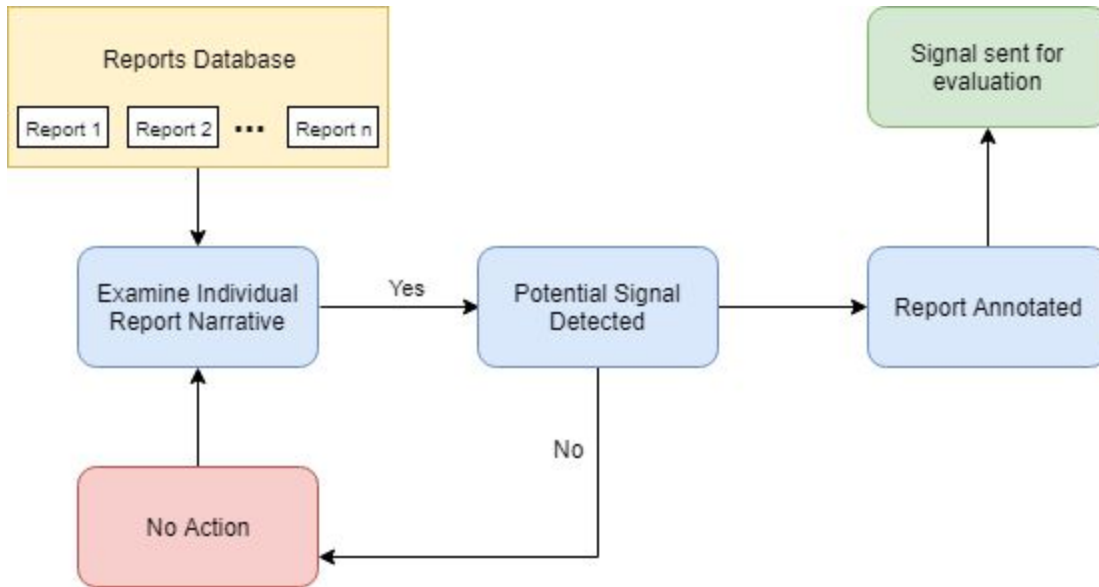 Reports Database
Report 1 Report 2 ••• Report n
Signal sent for
evaluation
Examine Individual
Report Narrative
Yes
Potential Signal
Detected
Report Annotated
No
No Action